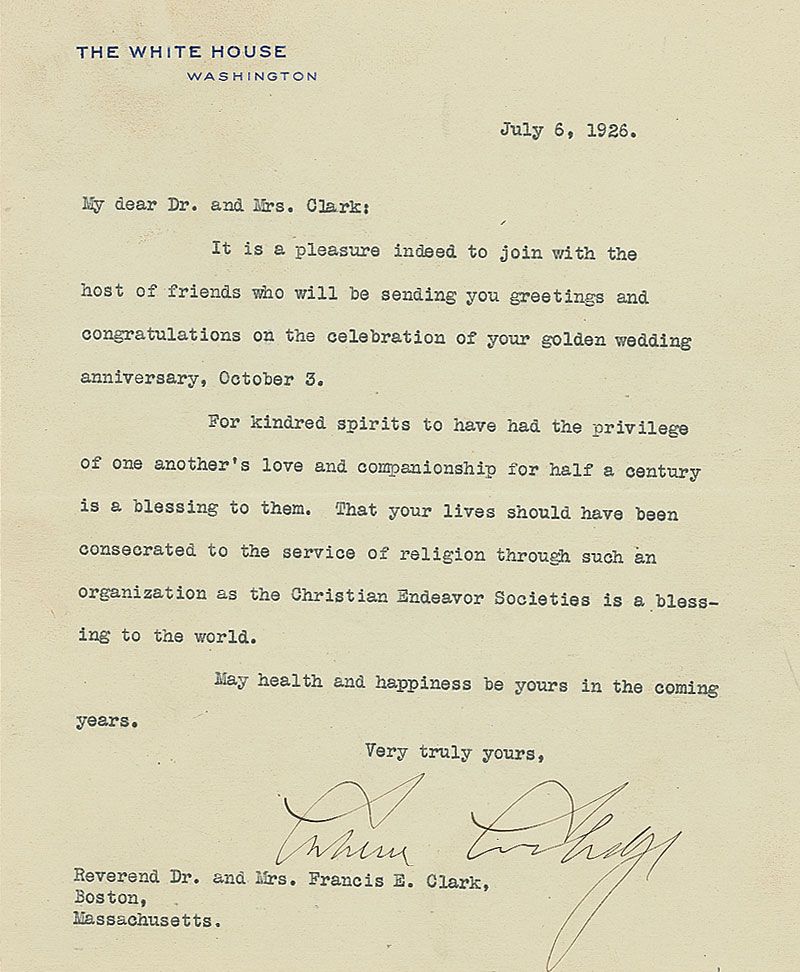 THE WHITE HOUSE
WASHINGTON
July 6, 1926.
My dear Dr. and Mrs. Clark:
It is a pleasure indeed to join with the
host of friends who will be sending you greetings and
congratulations on the celebration of your golden wedding
anniversary, October 3.
For kindred spirits to have had the privilege
of one another's love and companionship for half a century
is a blessing to them. That your lives should have been
consecrated to the service of religion through such an
organization as the Christian Endeavor Societies is a bless-
ing to the world.
May health and happiness be yours in the coming
years.
Very truly yours,
Calvin Coolidge
Reverend Dr. and Mrs. Francis E. Clark,
Boston,
Massachusetts.